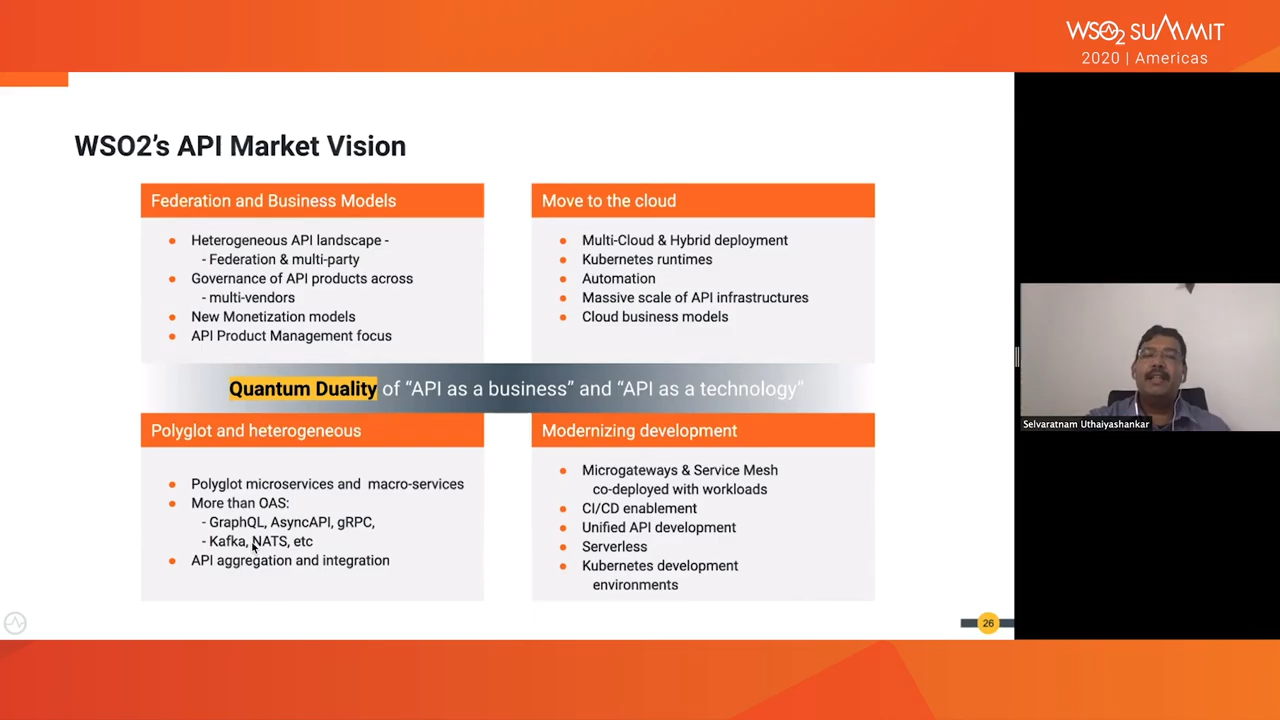 WSO2 SUMMIT
2020 | Americas
WSO2's API Market Vision
Federation and Business Models
Heterogeneous API landscape -
- Federation & multi-party
Governance of API products across
- multi-vendors
New Monetization models
API Product Management focus
Move to the cloud
Multi-Cloud & Hybrid deployment
Kubernetes runtimes
Automation
Massive scale of API infrastructures
Cloud business models
Quantum Duality of “API as a business” and “API as a technology”
Polyglot and heterogeneous
Polyglot microservices and macro-services
More than OAS:
- GraphQL, AsyncAPI, gRPC,
- Kafka, NATS, etc
API aggregation and integration
Modernizing development
Microgateways & Service Mesh
co-deployed with workloads
CI/CD enablement
Unified API development
Serverless
Kubernetes development
environments
26
Selvaratnam Uthaiyashankar